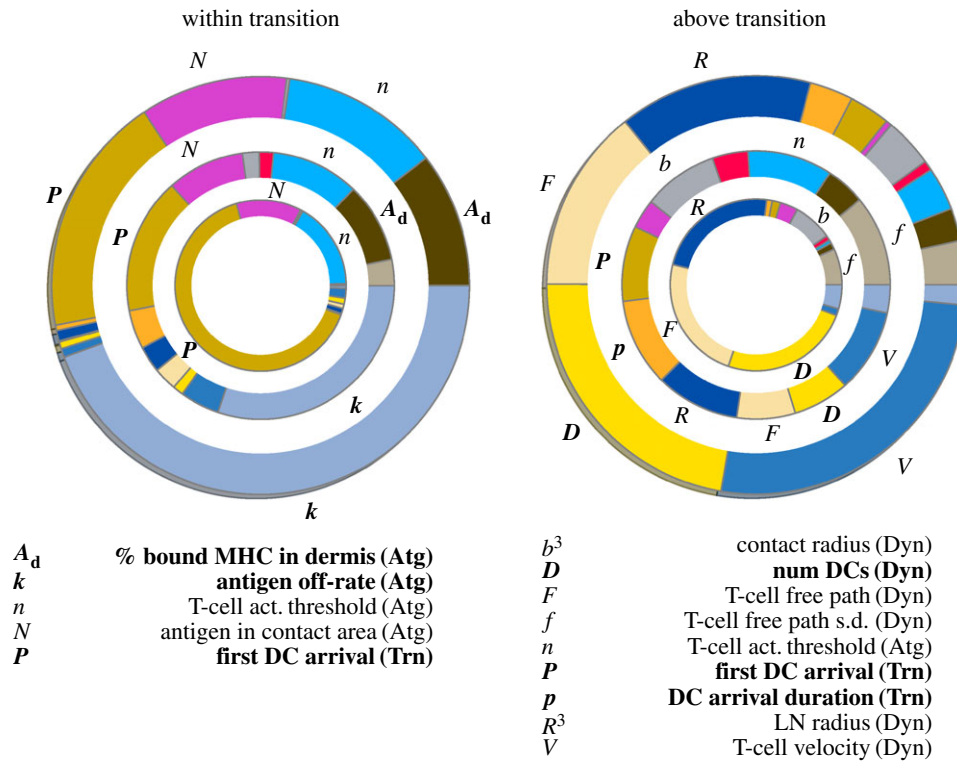 within transition
above transition
N
n
P
A_d
N
n
A_d
P
N
n
P
k
k
R
n
b
F
R
b
f
f
P
p
F
D
V
R
F
D
D
V
A_d % bound MHC in dermis (Atg)
k antigen off-rate (Atg)
n T-cell act. threshold (Atg)
N antigen in contact area (Atg)
P first DC arrival (Trn)
b³ contact radius (Dyn)
D num DCs (Dyn)
F T-cell free path (Dyn)
f T-cell free path s.d. (Dyn)
n T-cell act. threshold (Atg)
P first DC arrival (Trn)
p DC arrival duration (Trn)
R³ LN radius (Dyn)
V T-cell velocity (Dyn)